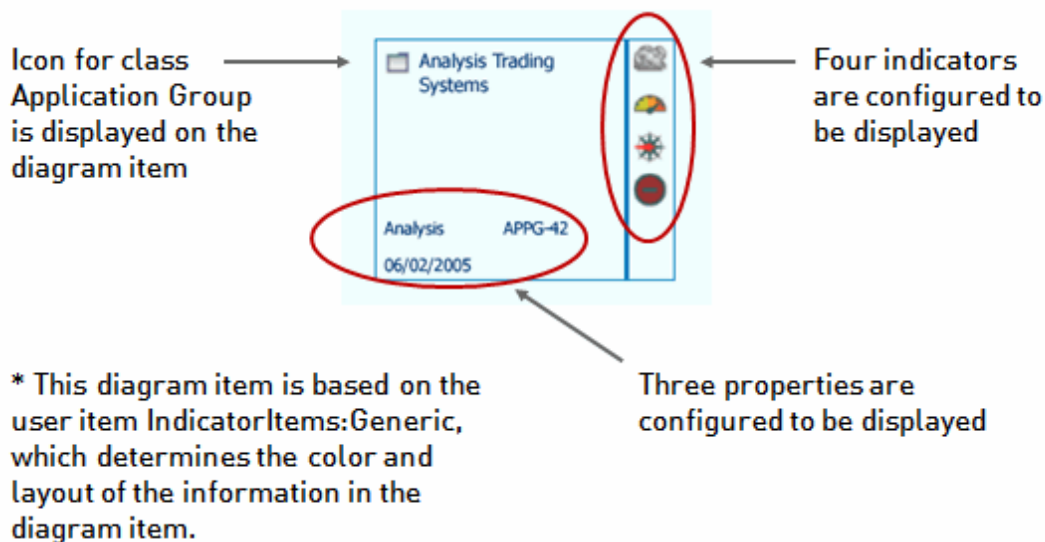 Icon for class
Application Group
is displayed on the
diagram item
Analysis Trading
Systems
Four indicators
are configured to
be displayed
Analysis APPG-42
06/02/2005
* This diagram item is based on the
user item IndicatorItems:Generic,
which determines the color and
layout of the information in the
diagram item.
Three properties are
configured to be displayed